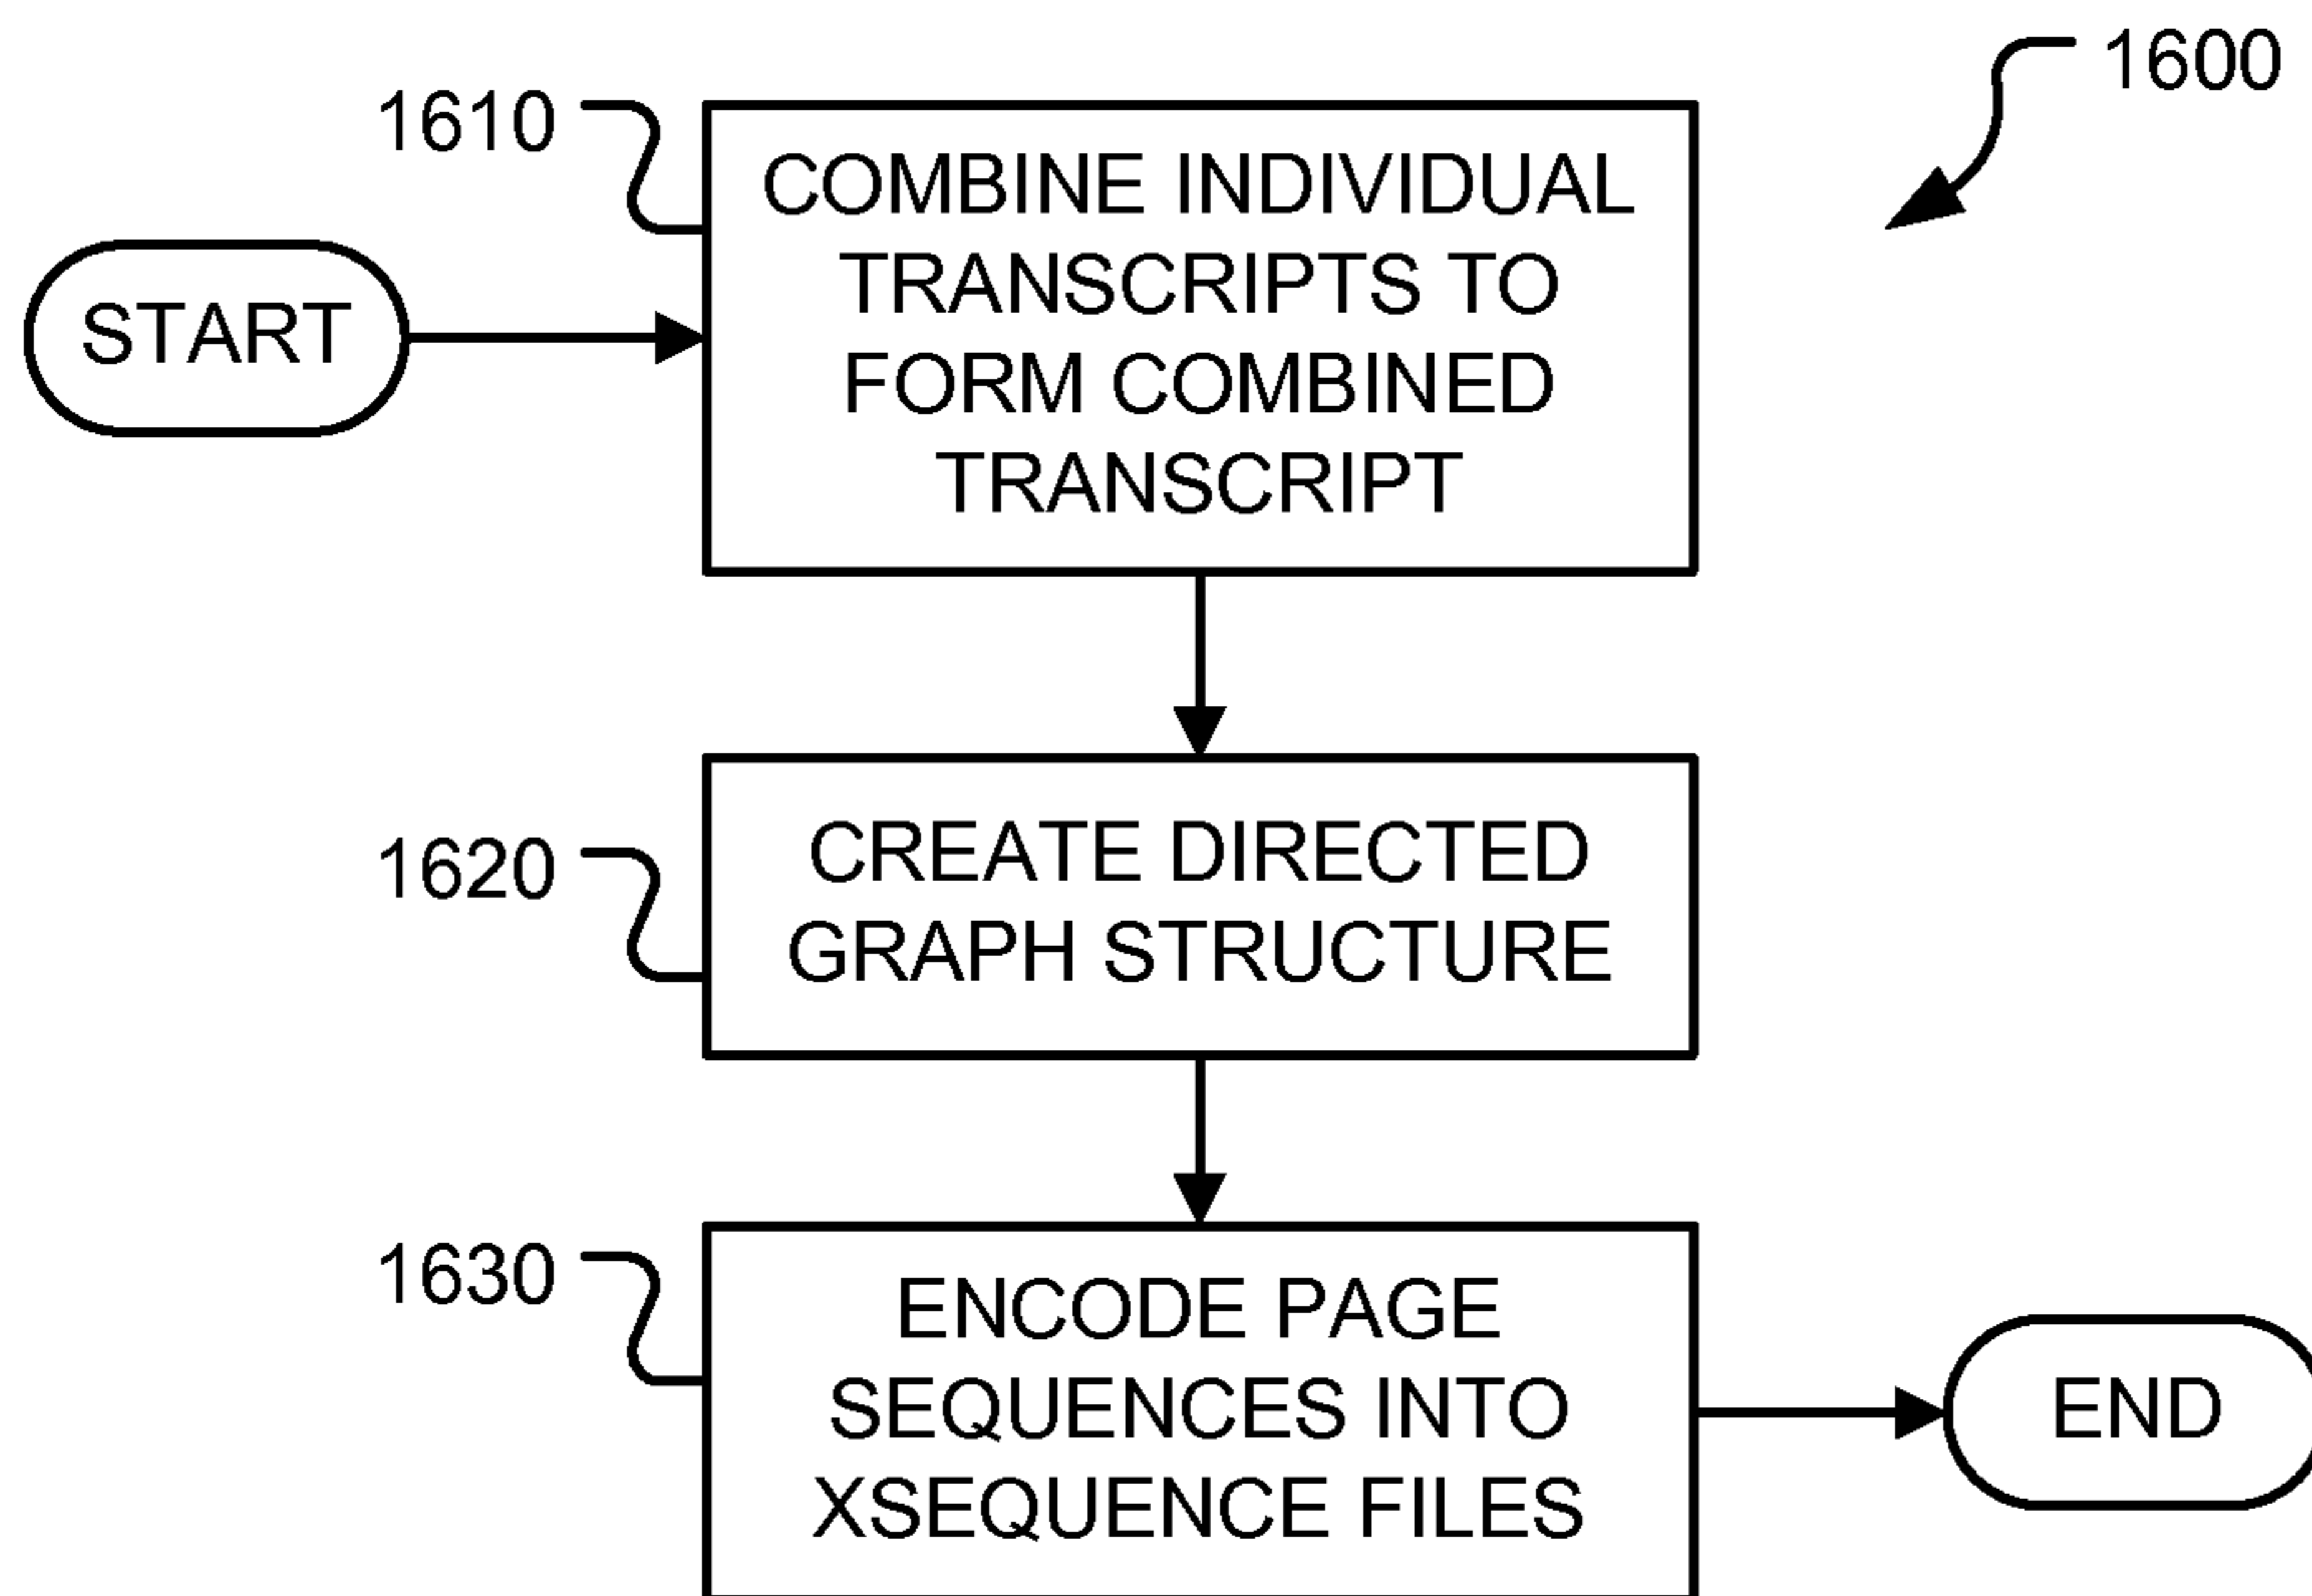 1600
1610
COMBINE INDIVIDUAL
TRANSCRIPTS TO
FORM COMBINED
TRANSCRIPT
START
1620
CREATE DIRECTED
GRAPH STRUCTURE
1630
ENCODE PAGE
SEQUENCES INTO
XSEQUENCE FILES
END